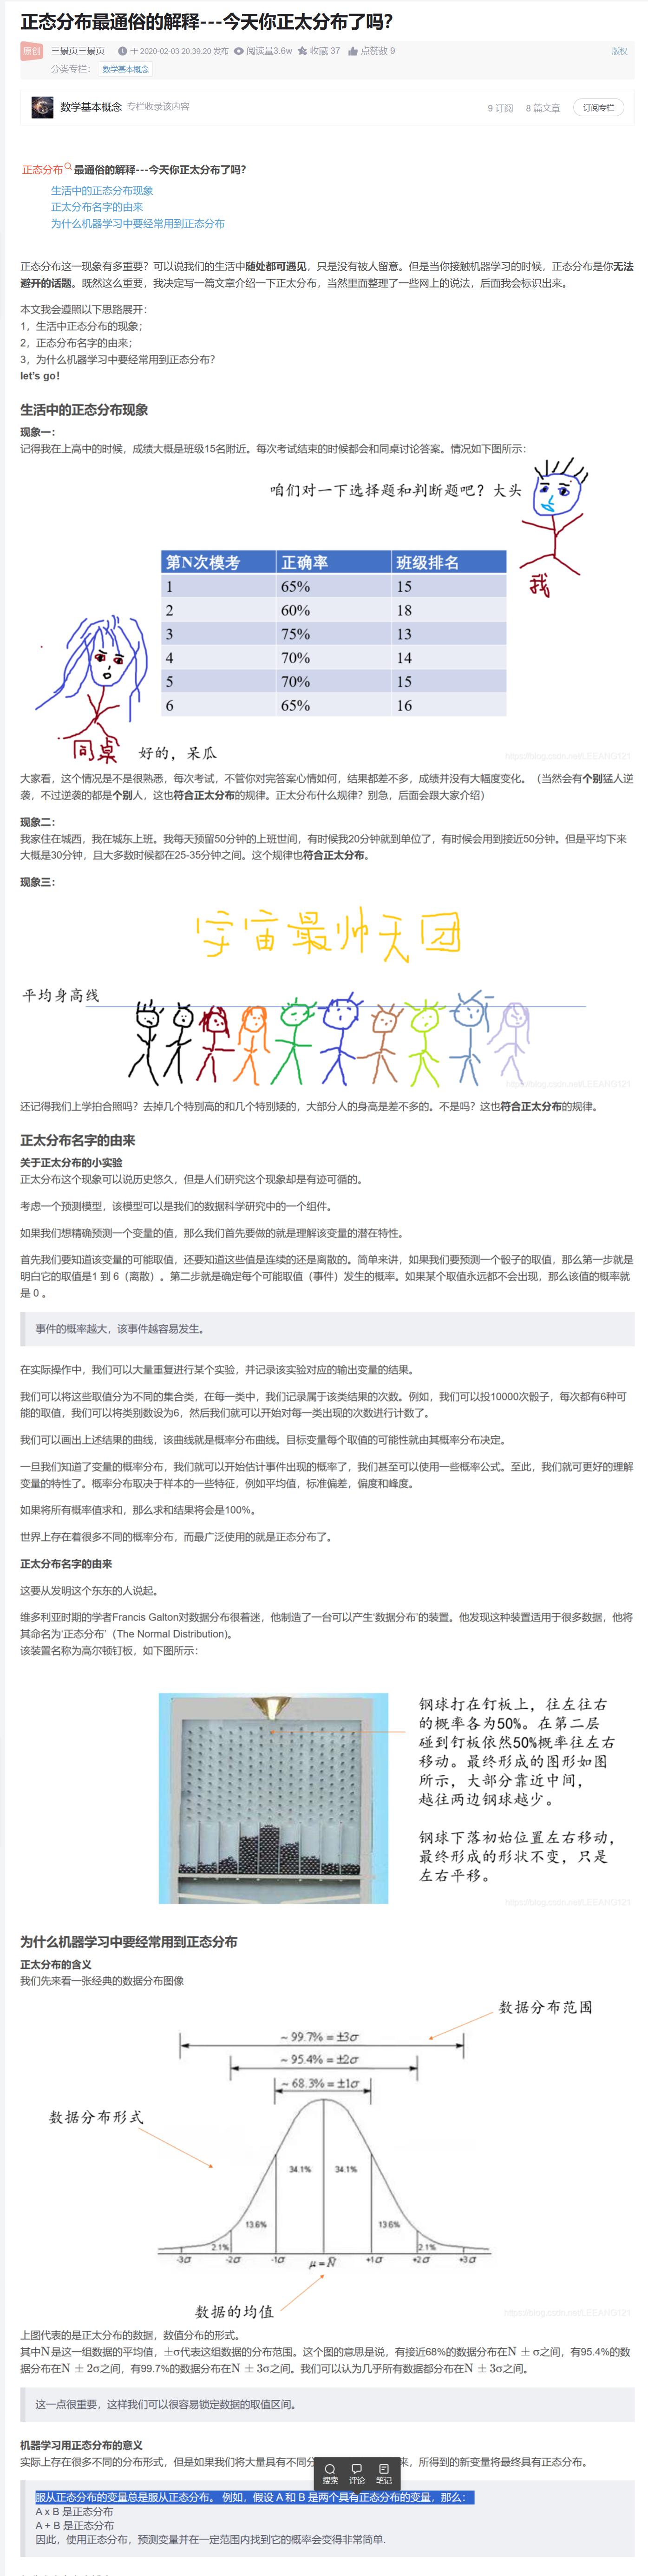 正态分布最通俗的解释---今天你正太分布了吗?
原创 三景页三景页 于 2020-02-03 20:39:20 发布 阅读量3.6w 收藏 37 点赞数 9 版权
分类专栏： 数学基本概念
数学基本概念 专栏收录该内容 9 订阅 8 篇文章 订阅专栏
正态分布 最通俗的解释---今天你正太分布了吗?
生活中的正态分布现象
正太分布名字的由来
为什么机器学习中要经常用到正态分布
正态分布这一现象有多重要？可以说我们的生活中随处都可遇见，只是没有被人留意。但是当你接触机器学习的时候，正态分布是你无法
避开的话题。既然这么重要，我决定写一篇文章介绍一下正太分布，当然里面整理了一些网上的说法，后面我会标识出来。
本文我会遵照以下思路展开：
1，生活中正态分布的现象；
2，正态分布名字的由来；
3，为什么机器学习中要经常用到正态分布？
let's go！
生活中的正态分布现象
现象一：
记得我在上高中的时候，成绩大概是班级15名附近。每次考试结束的时候都会和同桌讨论答案。情况如下图所示：
咱们对一下选择题和判断题吧？大头
我
第N次模考 正确率 班级排名
1 65% 15
2 60% 18
3 75% 13
4 70% 14
5 70% 15
6 65% 16
同桌 好的，呆瓜
https://blog.csdn.net/LEEANG121
大家看，这个情况是不是很熟悉，每次考试，不管你对完答案心情如何，结果都差不多，成绩并没有大幅度变化。（当然会有个别猛人逆
袭，不过逆袭的都是个别人，这也符合正太分布的规律。正太分布什么规律？别急，后面会跟大家介绍）
现象二：
我家住在城西，我在城东上班。我每天预留50分钟的上班世间，有时候我20分钟就到单位了，有时候会用到接近50分钟。但是平均下来
大概是30分钟，且大多数时候都在25-35分钟之间。这个规律也符合正太分布。
现象三：
宇宙最帅天团
平均身高线
https://blog.csdn.net/LEEANG121
还记得我们上学拍合照吗？去掉几个特别高的和几个特别矮的，大部分人的身高是差不多的。不是吗？这也符合正太分布的规律。
正太分布名字的由来
关于正太分布的小实验
正太分布这个现象可以说历史悠久，但是人们研究这个现象却是有迹可循的。
考虑一个预测模型，该模型可以是我们的数据科学研究中的一个组件。
如果我们想精确预测一个变量的值，那么我们首先要做的就是理解该变量的潜在特性。
首先我们要知道该变量的可能取值，还要知道这些值是连续的还是离散的。简单来讲，如果我们要预测一个骰子的取值，那么第一步就是
明白它的取值是1 到 6（离散）。第二步就是确定每个可能取值（事件）发生的概率。如果某个取值永远都不会出现，那么该值的概率就
是 0 。
事件的概率越大，该事件越容易发生。
在实际操作中，我们可以大量重复进行某个实验，并记录该实验对应的输出变量的结果。
我们可以将这些取值分为不同的集合类，在每一类中，我们记录属于该类结果的次数。例如，我们可以投10000次骰子，每次都有6种可
能的取值，我们可以将类别数设为6，然后我们就可以开始对每一类出现的次数进行计数了。
我们可以画出上述结果的曲线，该曲线就是概率分布曲线。目标变量每个取值的可能性就由其概率分布决定。
一旦我们知道了变量的概率分布，我们就可以开始估计事件出现的概率了，我们甚至可以使用一些概率公式。至此，我们就可更好的理解
变量的特性了。概率分布取决于样本的一些特征，例如平均值，标准偏差，偏度和峰度。
如果将所有概率值求和，那么求和结果将会是100%。
世界上存在着很多不同的概率分布，而最广泛使用的就是正态分布了。
正太分布名字的由来
这要从发明这个东东的人说起。
维多利亚时期的学者Francis Galton对数据分布很着迷，他制造了一台可以产生‘数据分布’的装置。他发现这种装置适用于很多数据，他将
其命名为‘正态分布’（The Normal Distribution)。
该装置名称为高尔顿钉板，如下图所示：
钢球打在钉板上，往左往右
的概率各为50%。在第二层
碰到钉板依然50%概率往左右
移动。最终形成的图形如图
所示，大部分靠近中间，
越往两边钢球越少。
钢球下落初始位置左右移动，
最终形成的形状不变，只是
左右平移。
https://blog.csdn.net/LEEANG121
为什么机器学习中要经常用到正态分布
正太分布的含义
我们先来看一张经典的数据分布图像
数据分布范围
~ 99.7% = ±3σ
~ 95.4% = ±2σ
~ 68.3% = ±1σ
数据分布形式
34.1% 34.1%
13.6% 13.6%
2.1% 2.1%
-3σ -2σ -1σ μ = N̄ +1σ +2σ +3σ
数据的均值
https://blog.csdn.net/LEEANG121
上图代表的是正太分布的数据，数值分布的形式。
其中N是这一组数据的平均值，±σ代表这组数据的分布范围。这个图的意思是说，有接近68%的数据分布在N ± σ之间，有95.4%的数
据分布在N ± 2σ之间，有99.7%的数据分布在N ± 3σ之间。我们可以认为几乎所有数据都分布在N ± 3σ之间。
这一点很重要，这样我们可以很容易锁定数据的取值区间。
机器学习用正态分布的意义
实际上存在很多不同的分布形式，但是如果我们将大量具有不同分 来，所得到的新变量将最终具有正态分布。
搜索 评论 笔记
服从正态分布的变量总是服从正态分布。 例如，假设 A 和 B 是两个具有正态分布的变量，那么：
A x B 是正态分布
A + B 是正态分布
因此，使用正态分布，预测变量并在一定范围内找到它的概率会变得非常简单.